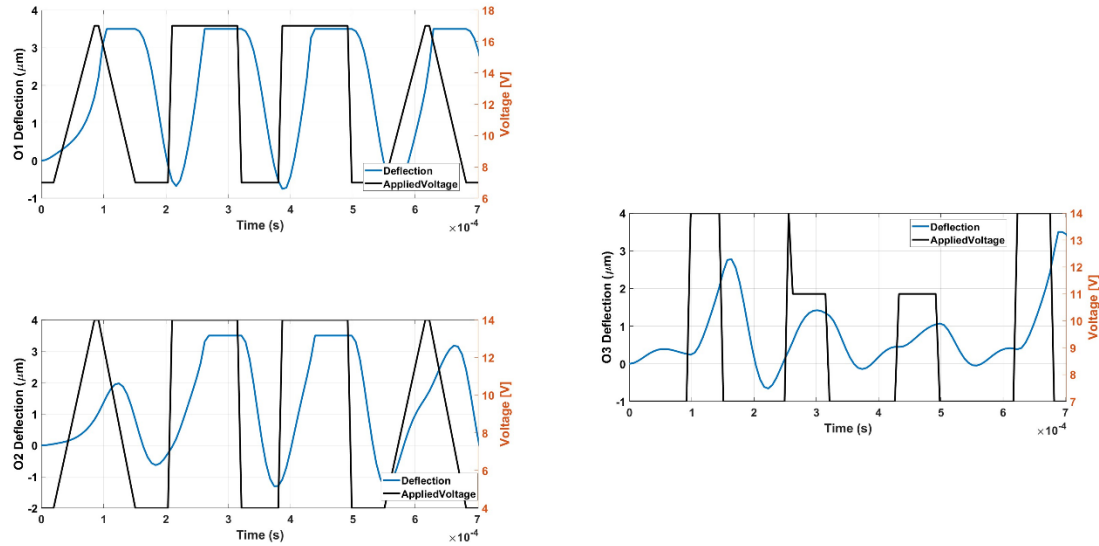 4
3
2
1
0
-1
O1 Deflection (μm)
18
16
14
12
10
8
6
Voltage [V]
Deflection
AppliedVoltage
0 1 2 3 4 5 6 7
Time (s)
×10⁻⁴
4
3
2
1
0
-1
-2
O2 Deflection (μm)
14
12
10
8
6
4
Voltage [V]
Deflection
AppliedVoltage
0 1 2 3 4 5 6 7
Time (s)
×10⁻⁴
4
3
2
1
0
-1
O3 Deflection (μm)
14
13
12
11
10
9
8
7
Voltage [V]
Deflection
AppliedVoltage
0 1 2 3 4 5 6 7
Time (s)
×10⁻⁴